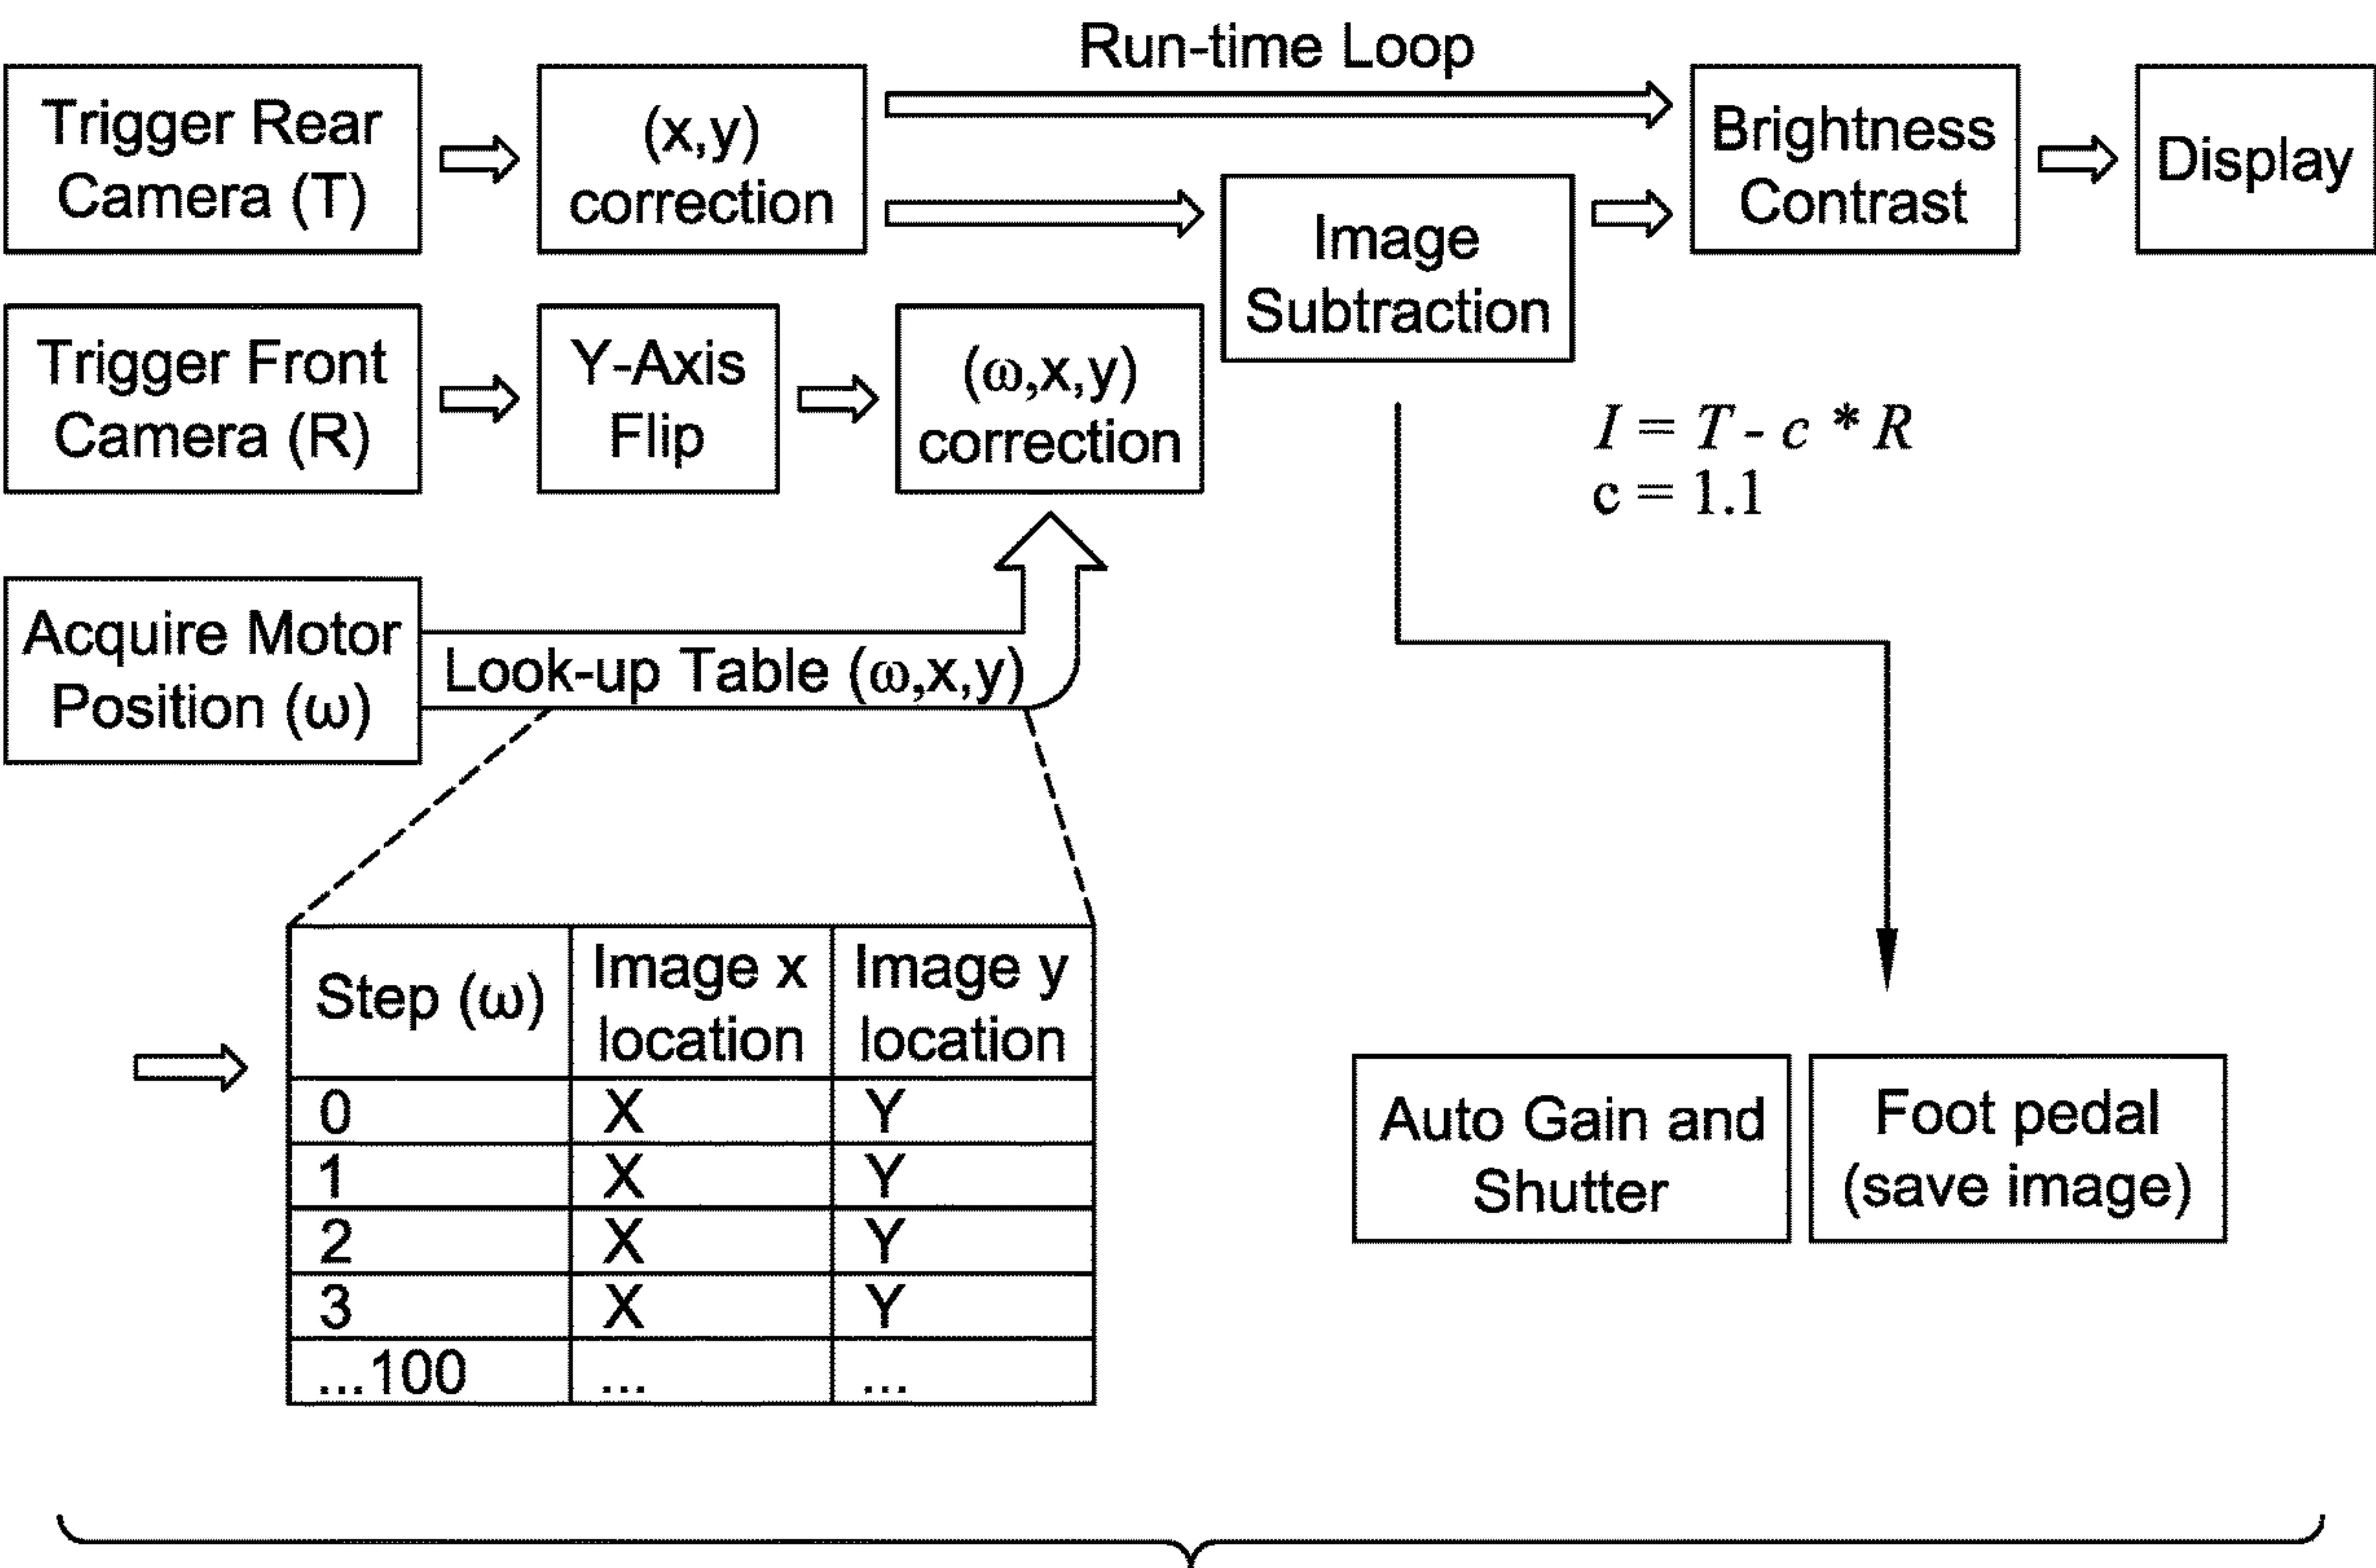 Run-time Loop
Trigger Rear
Camera (T)
(x,y)
correction
Brightness
Contrast
Display
Image
Subtraction
Trigger Front
Camera (R)
Y-Axis
Flip
(ω,x,y)
correction
I = T - c * R
c = 1.1
Acquire Motor
Position (ω)
Look-up Table (ω,x,y)
Step (ω)
Image x
location
Image y
location
0 X Y
1 X Y
2 X Y
3 X Y
...100 ... ...
Auto Gain and
Shutter
Foot pedal
(save image)